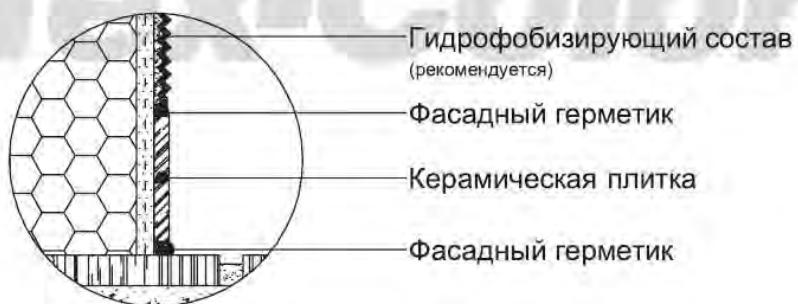 Гидрофобизирующий состав
(рекомендуется)
Фасадный герметик
Керамическая плитка
Фасадный герметик